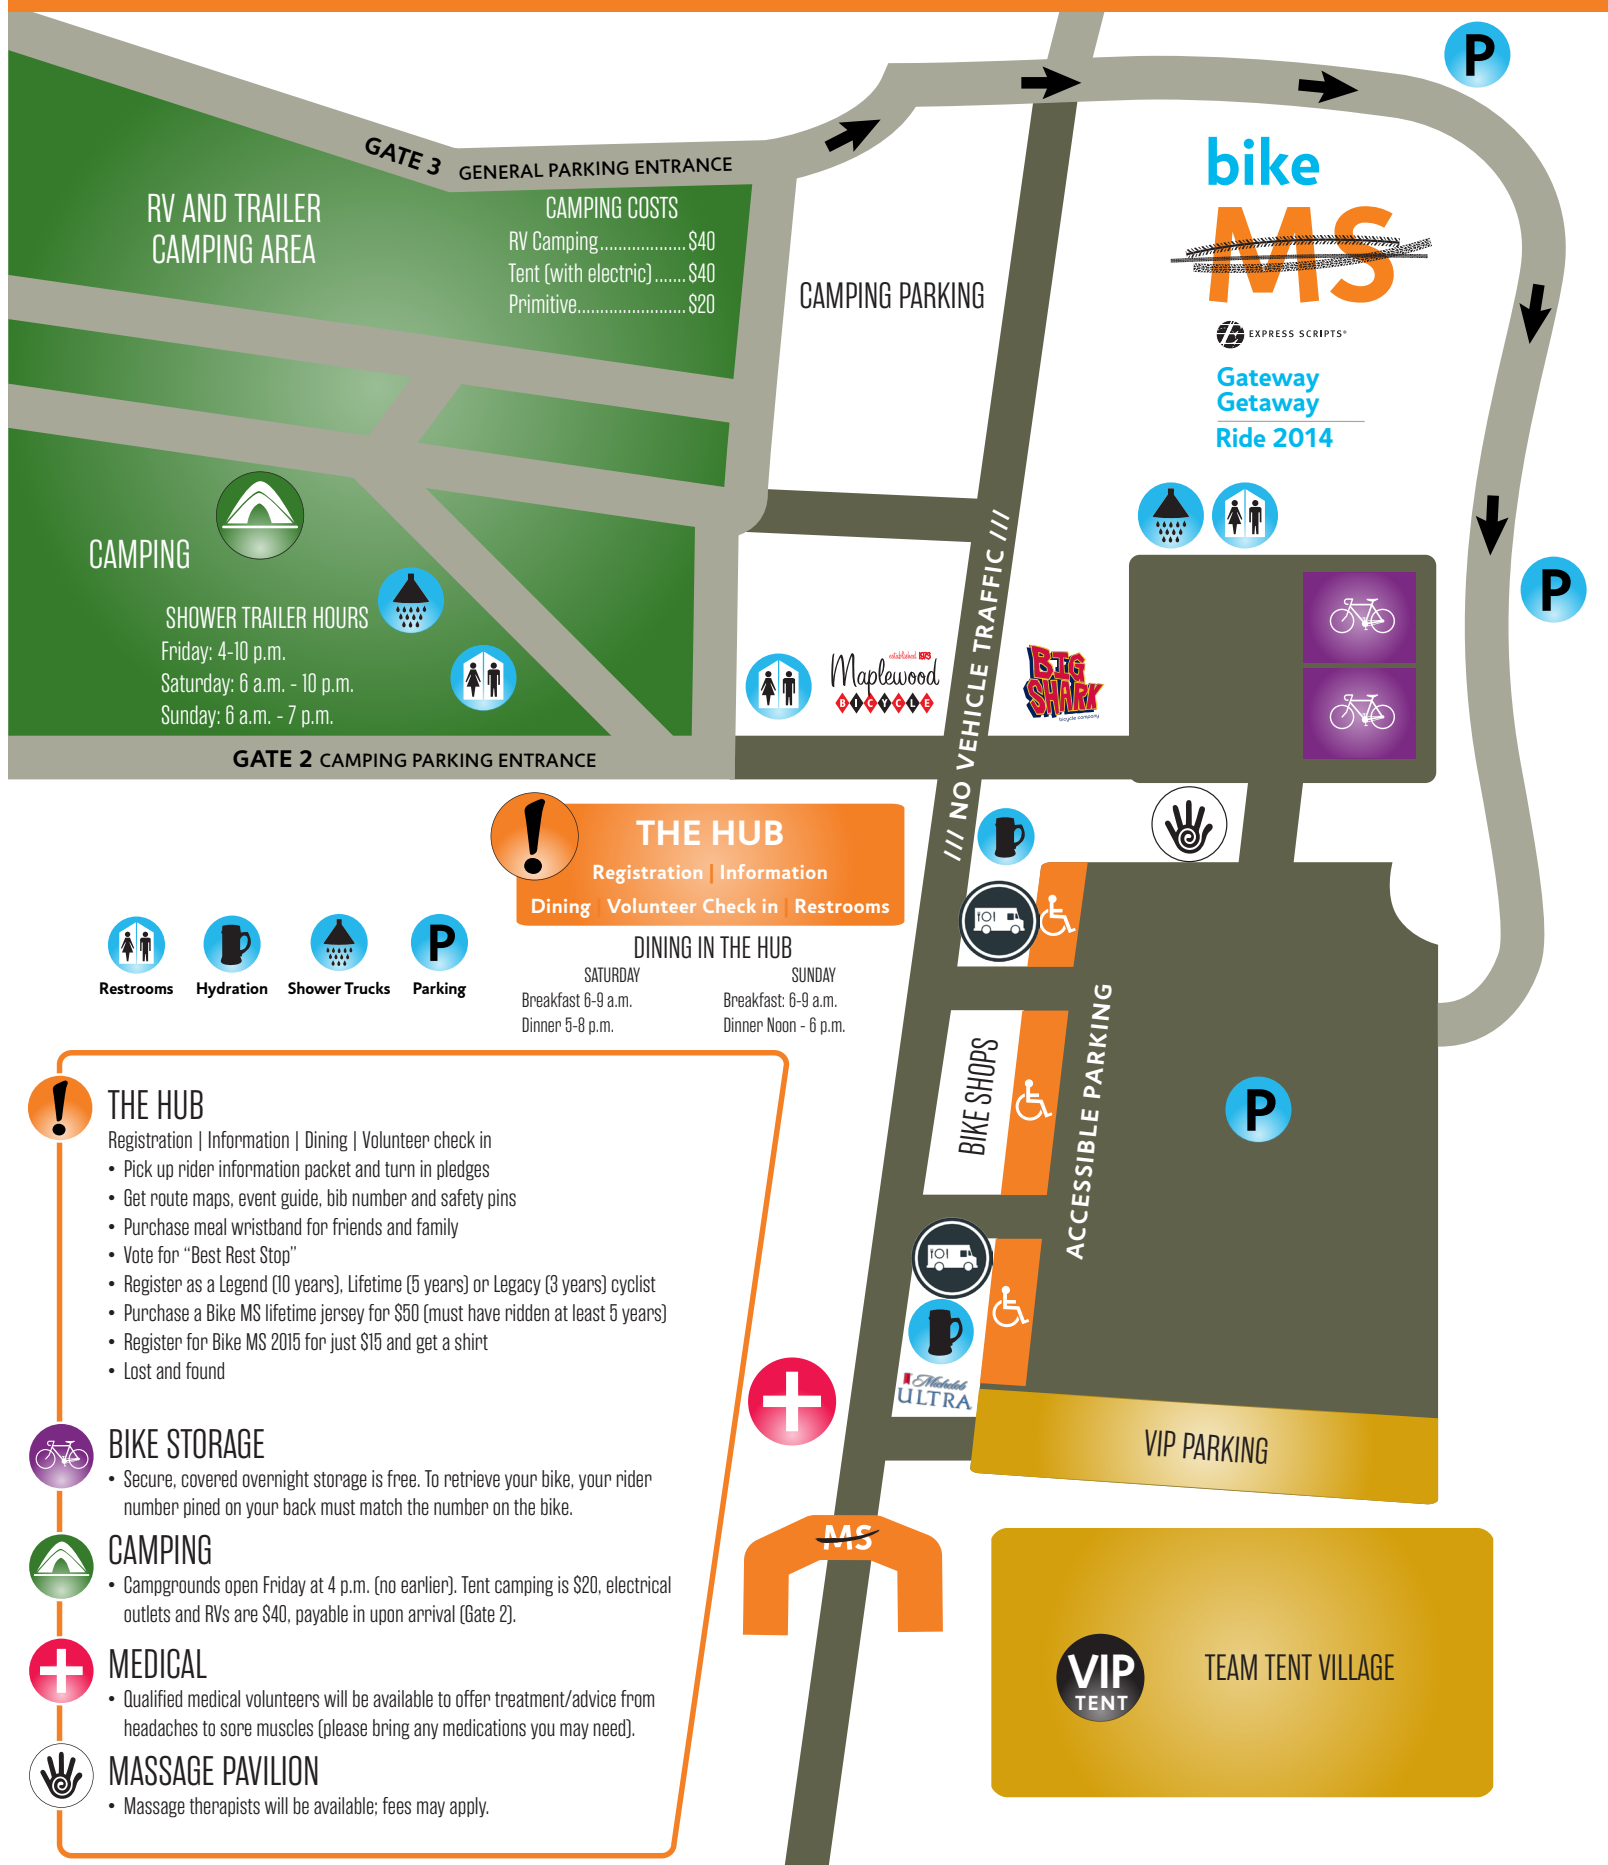 P
bike
MS
EXPRESS SCRIPTS®
Gateway
Getaway
Ride 2014
GATE 3 GENERAL PARKING ENTRANCE
RV AND TRAILER
CAMPING AREA
CAMPING COSTS
RV Camping................... $40
Tent (with electric)....... $40
Primitive........................ $20
CAMPING PARKING
CAMPING
SHOWER TRAILER HOURS
Friday: 4-10 p.m.
Saturday: 6 a.m. - 10 p.m.
Sunday: 6 a.m. - 7 p.m.
GATE 2 CAMPING PARKING ENTRANCE
/// NO VEHICLE TRAFFIC ///
established 1973
Maplewood
BICYCLE
BIG
SHARK
bicycle company
P
!
THE HUB
Registration | Information
Dining | Volunteer Check in | Restrooms
DINING IN THE HUB
SATURDAY
Breakfast 6-9 a.m.
Dinner 5-8 p.m.
SUNDAY
Breakfast: 6-9 a.m.
Dinner Noon - 6 p.m.
P
Restrooms
Hydration
Shower Trucks
Parking
BIKE SHOPS
ACCESSIBLE PARKING
P
Michelob
ULTRA
VIP PARKING
MS
VIP
TENT
TEAM TENT VILLAGE
!
THE HUB
Registration | Information | Dining | Volunteer check in
• Pick up rider information packet and turn in pledges
• Get route maps, event guide, bib number and safety pins
• Purchase meal wristband for friends and family
• Vote for “Best Rest Stop”
• Register as a Legend (10 years), Lifetime (5 years) or Legacy (3 years) cyclist
• Purchase a Bike MS lifetime jersey for $50 (must have ridden at least 5 years)
• Register for Bike MS 2015 for just $15 and get a shirt
• Lost and found
BIKE STORAGE
• Secure, covered overnight storage is free. To retrieve your bike, your rider
number pined on your back must match the number on the bike.
CAMPING
• Campgrounds open Friday at 4 p.m. (no earlier). Tent camping is $20, electrical
outlets and RVs are $40, payable in upon arrival (Gate 2).
MEDICAL
• Qualified medical volunteers will be available to offer treatment/advice from
headaches to sore muscles (please bring any medications you may need).
MASSAGE PAVILION
• Massage therapists will be available; fees may apply.